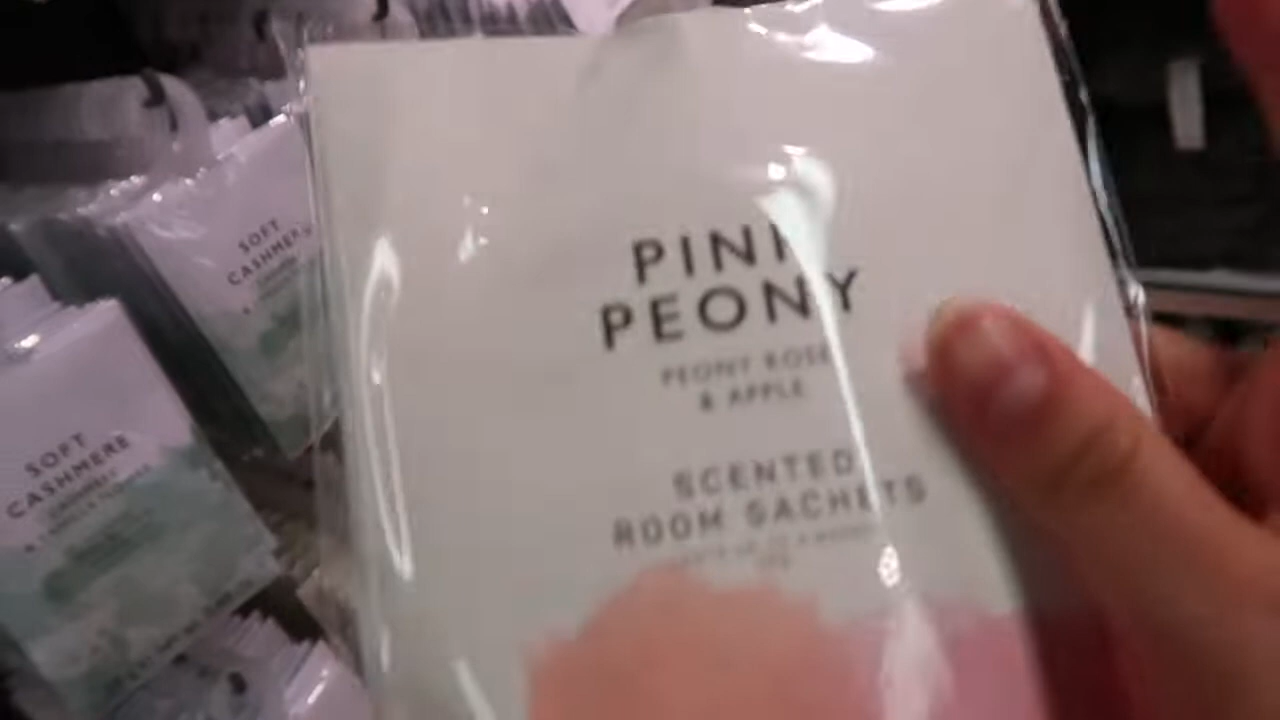 PINK
PEONY
PEONY ROSE
& APPLE
SCENTED
ROOM SACHETS
SOFT
CASHMERE
SOFT
CASHMERE